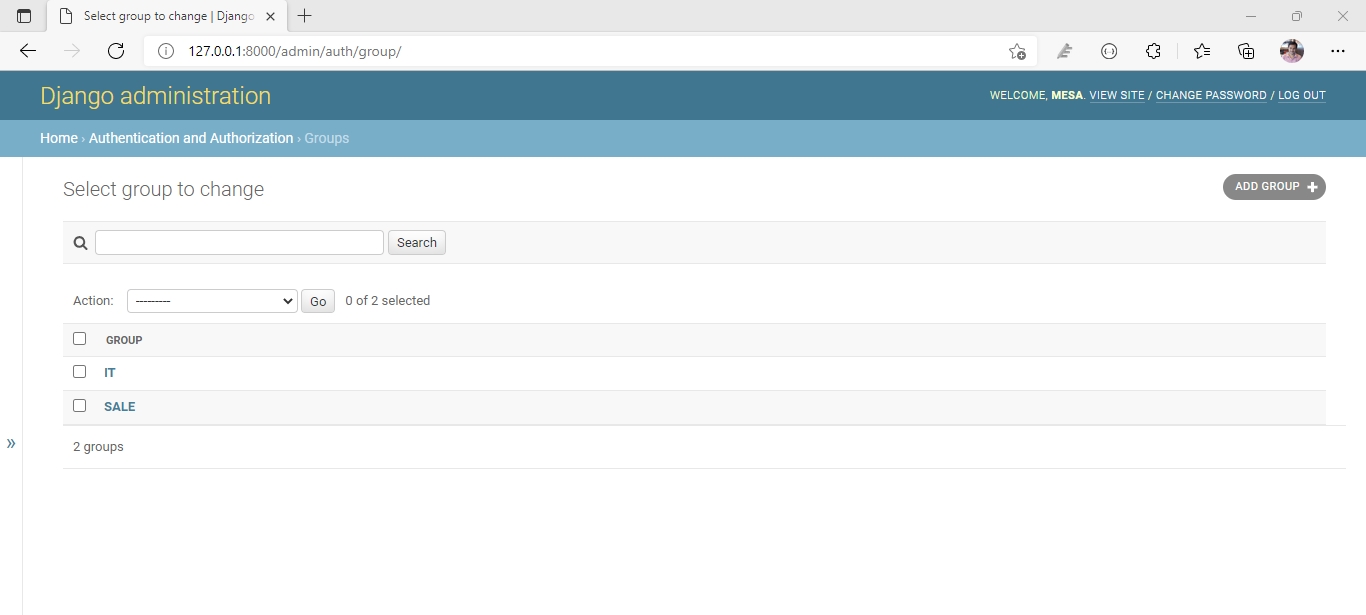 Select group to change | Django
127.0.0.1:8000/admin/auth/group/
Django administration
WELCOME, MESA. VIEW SITE / CHANGE PASSWORD / LOG OUT
Home › Authentication and Authorization › Groups
Select group to change
ADD GROUP +
Search
Action: --------- Go 0 of 2 selected
GROUP
IT
SALE
»
2 groups